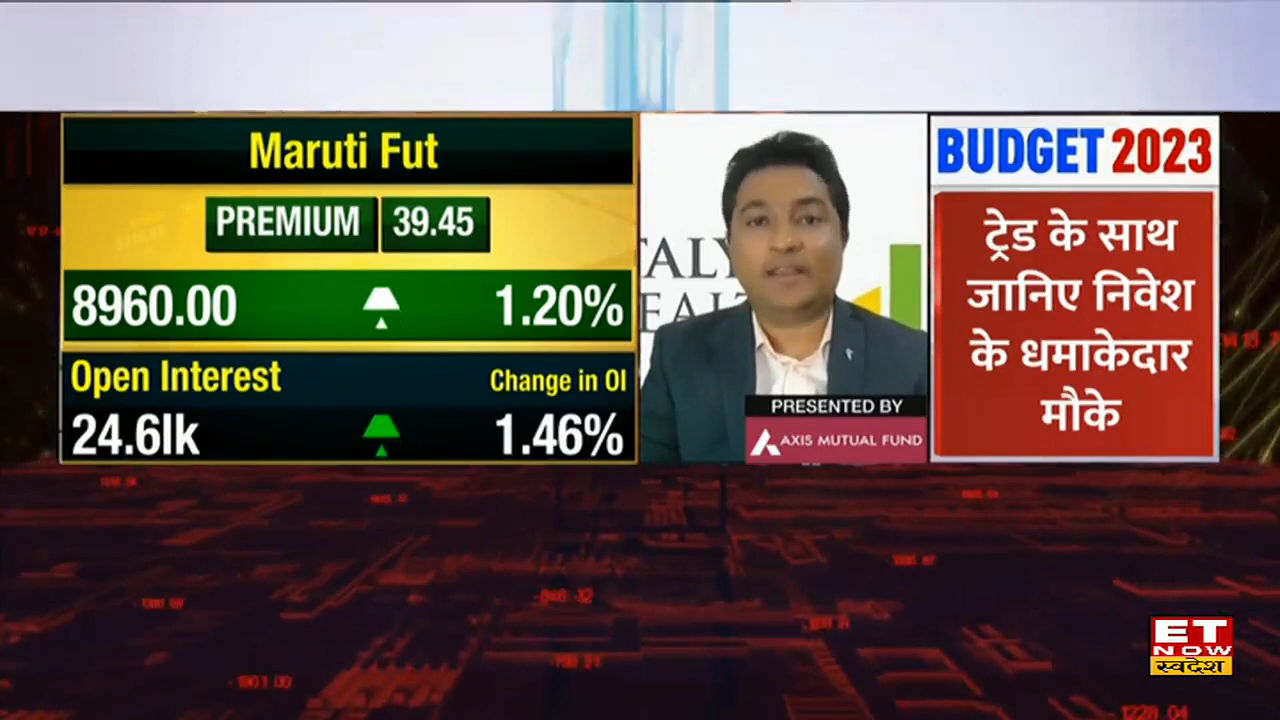 Maruti Fut
PREMIUM 39.45
8960.00 1.20%
Open Interest Change in OI
24.6lk 1.46%
PRESENTED BY
AXIS MUTUAL FUND
BUDGET 2023
ट्रेड के साथ
जानिए निवेश
के धमाकेदार
मौके
ET
NOW
स्वदेश